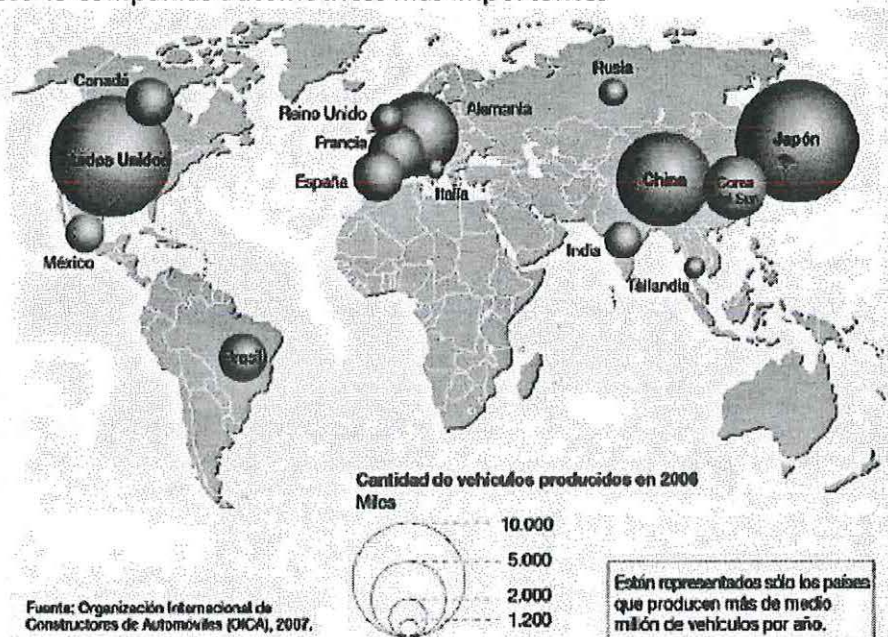 Canadá
Estados Unidos
México
Brasil
Reino Unido
Francia
España
Alemania
Italia
Rusia
China
Corea
del Sur
Japón
India
Tailandia
Cantidad de vehículos producidos en 2006
Miles
10.000
5.000
2.000
1.200
Fuente: Organización Internacional de
Constructores de Automóviles (OICA), 2007.
Están representados sólo los países
que producen más de medio
millón de vehículos por año.